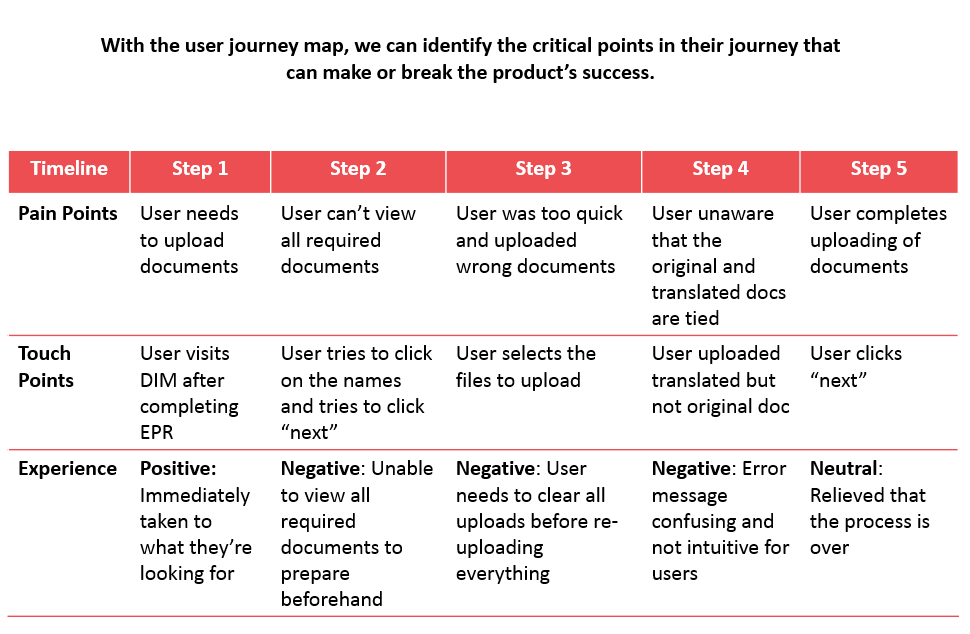 With the user journey map, we can identify the critical points in their journey that
can make or break the product’s success.
Timeline
Step 1
Step 2
Step 3
Step 4
Step 5
Pain Points
User needs
to upload
documents
User can’t view
all required
documents
User was too quick
and uploaded
wrong documents
User unaware
that the
original and
translated docs
are tied
User completes
uploading of
documents
Touch
Points
User visits
DIM after
completing
EPR
User tries to click
on the names
and tries to click
“next”
User selects the
files to upload
User uploaded
translated but
not original doc
User clicks
“next”
Experience
Positive:
Immediately
taken to
what they’re
looking for
Negative: Unable
to view all
required
documents to
prepare
beforehand
Negative: User
needs to clear all
uploads before re-
uploading
everything
Negative: Error
message
confusing and
not intuitive for
users
Neutral:
Relieved that
the process is
over